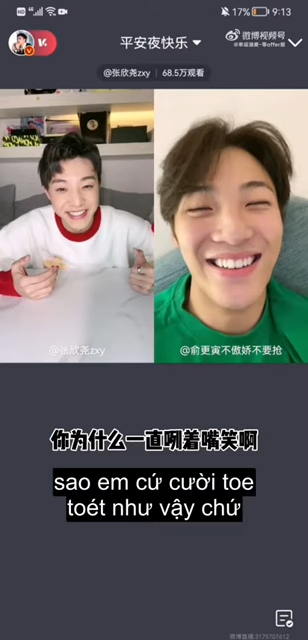 HD 4G 17% 9:13
平安夜快乐
微博视频号
@张欣尧zxy 68.5万观看
@张欣尧zxy
@俞更寅不傲娇不要抢
你为什么一直咧着嘴笑啊
sao em cứ cười toe
toét như vậy chứ